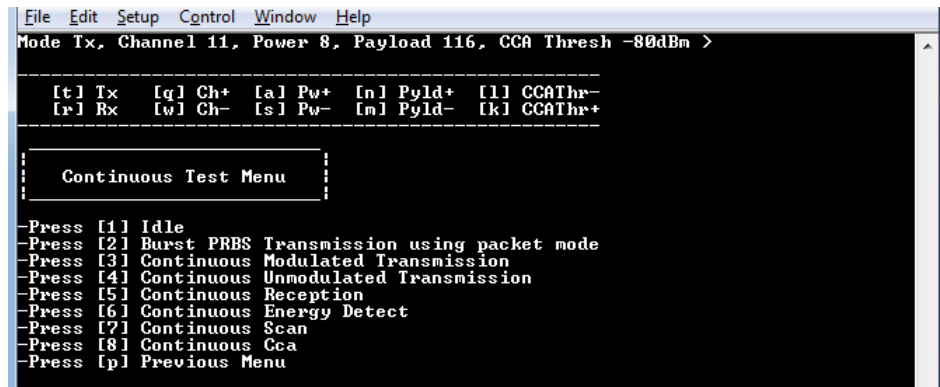 File Edit Setup Control Window Help
Mode Tx, Channel 11, Power 8, Payload 116, CCA Thresh -80dBm >
[t] Tx [q] Ch+ [a] Pw+ [n] Pyld+ [l] CCAThr-
[r] Rx [w] Ch- [s] Pw- [m] Pyld- [k] CCAThr+
Continuous Test Menu
-Press [1] Idle
-Press [2] Burst PRBS Transmission using packet mode
-Press [3] Continuous Modulated Transmission
-Press [4] Continuous Unmodulated Transmission
-Press [5] Continuous Reception
-Press [6] Continuous Energy Detect
-Press [7] Continuous Scan
-Press [8] Continuous Cca
-Press [p] Previous Menu